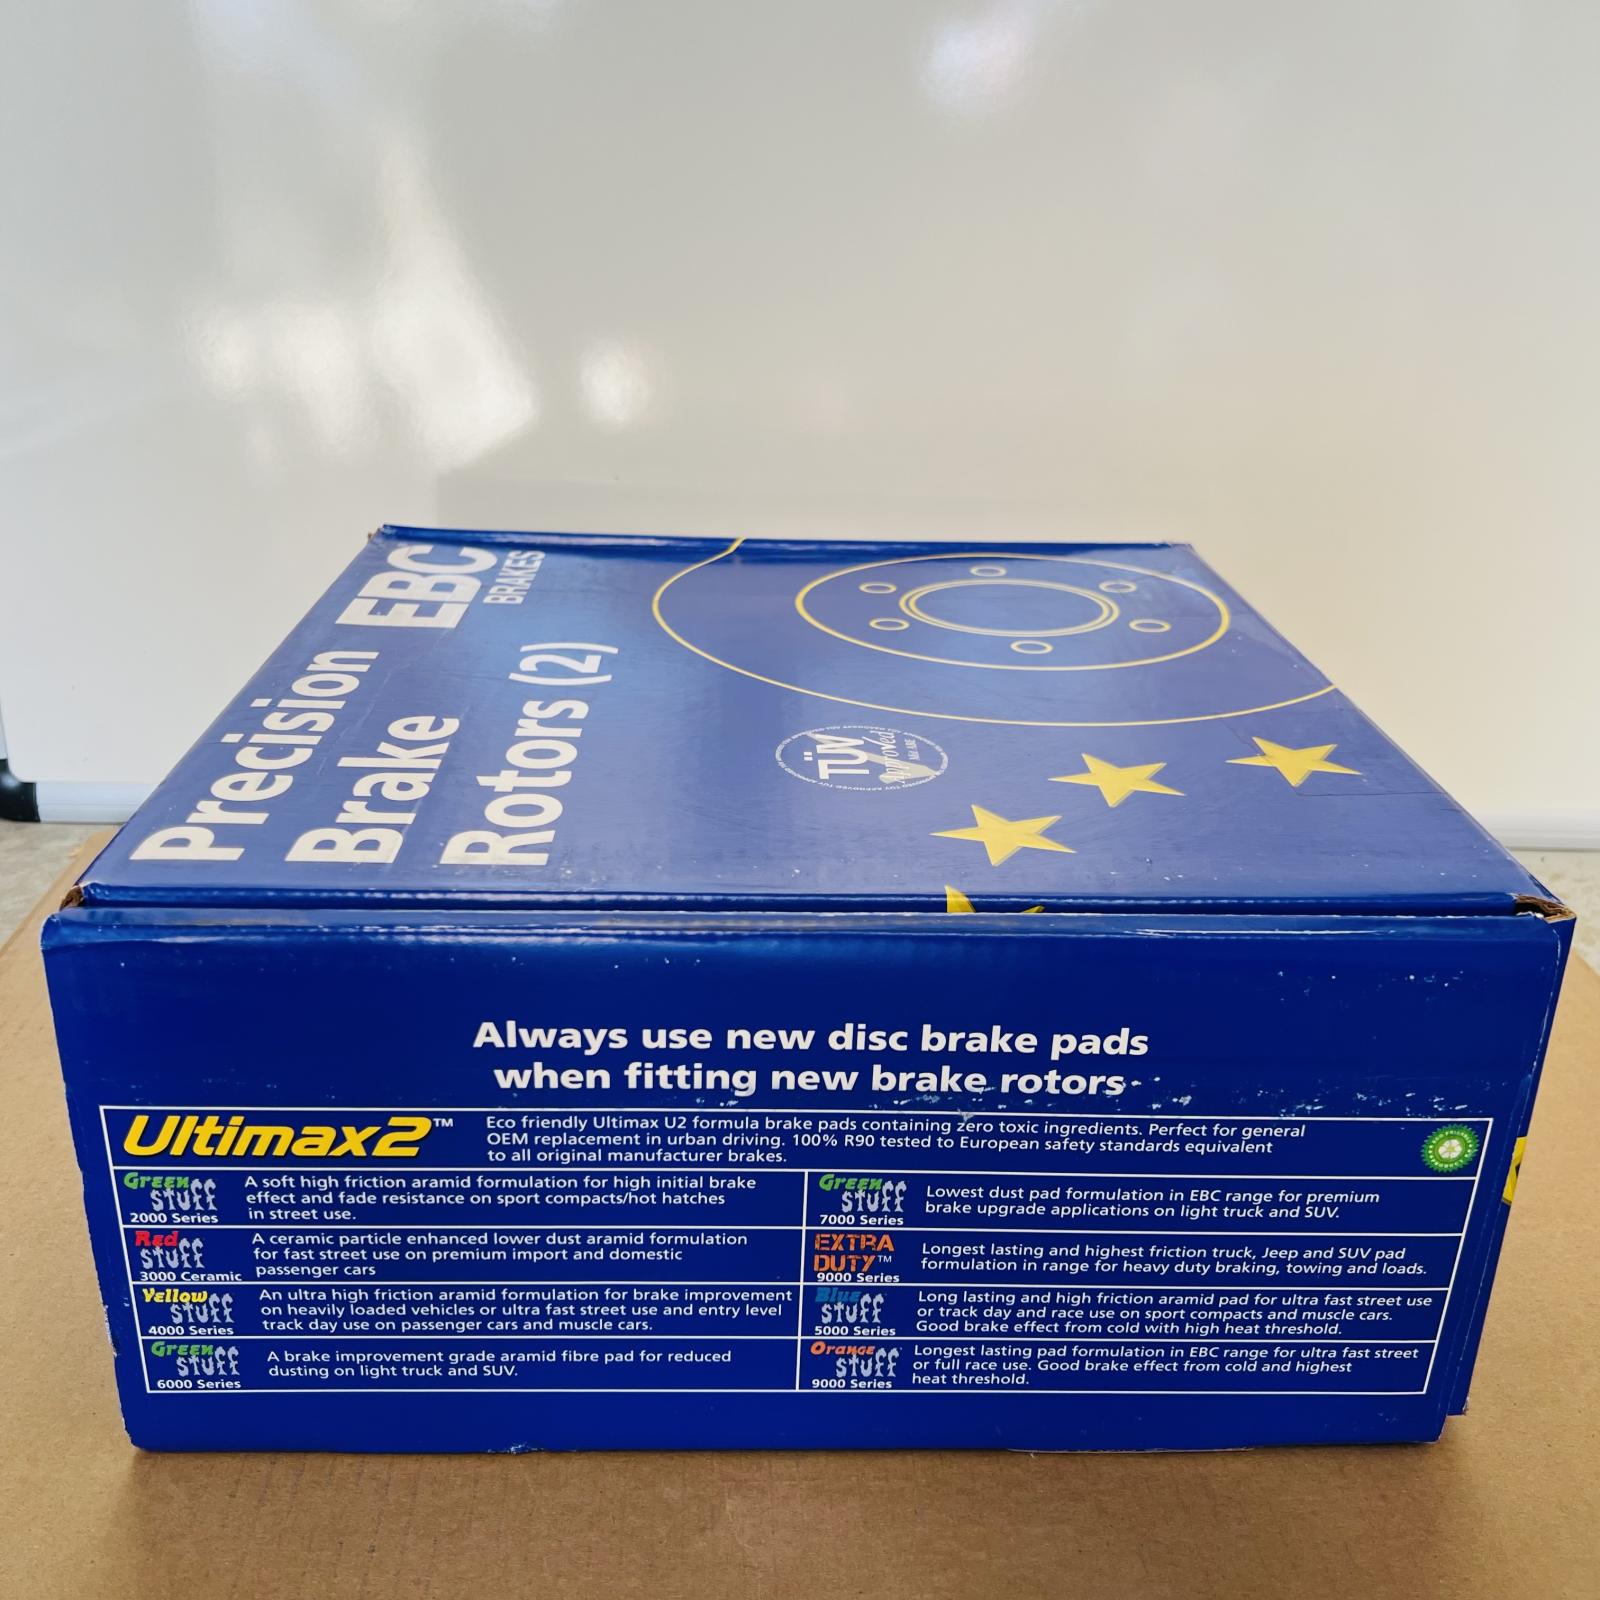 Precision
Brake
Rotors (2)
EBC
BRAKES
TÜV
Approved
Always use new disc brake pads
when fitting new brake rotors
Ultimax2™
Eco friendly Ultimax U2 formula brake pads containing zero toxic ingredients. Perfect for general
OEM replacement in urban driving. 100% R90 tested to European safety standards equivalent
to all original manufacturer brakes.
Green
stuff
2000 Series
A soft high friction aramid formulation for high initial brake
effect and fade resistance on sport compacts/hot hatches
in street use.
Red
stuff
3000 Ceramic
A ceramic particle enhanced lower dust aramid formulation
for fast street use on premium import and domestic
passenger cars
Yellow
stuff
4000 Series
An ultra high friction aramid formulation for brake improvement
on heavily loaded vehicles or ultra fast street use and entry level
track day use on passenger cars and muscle cars.
Green
stuff
6000 Series
A brake improvement grade aramid fibre pad for reduced
dusting on light truck and SUV.
Green
stuff
7000 Series
Lowest dust pad formulation in EBC range for premium
brake upgrade applications on light truck and SUV.
EXTRA
DUTY™
9000 Series
Longest lasting and highest friction truck, Jeep and SUV pad
formulation in range for heavy duty braking, towing and loads.
Blue
stuff
5000 Series
Long lasting and high friction aramid pad for ultra fast street use
or track day and race use on sport compacts and muscle cars.
Good brake effect from cold with high heat threshold.
Orange
stuff
9000 Series
Longest lasting pad formulation in EBC range for ultra fast street
or full race use. Good brake effect from cold and highest
heat threshold.